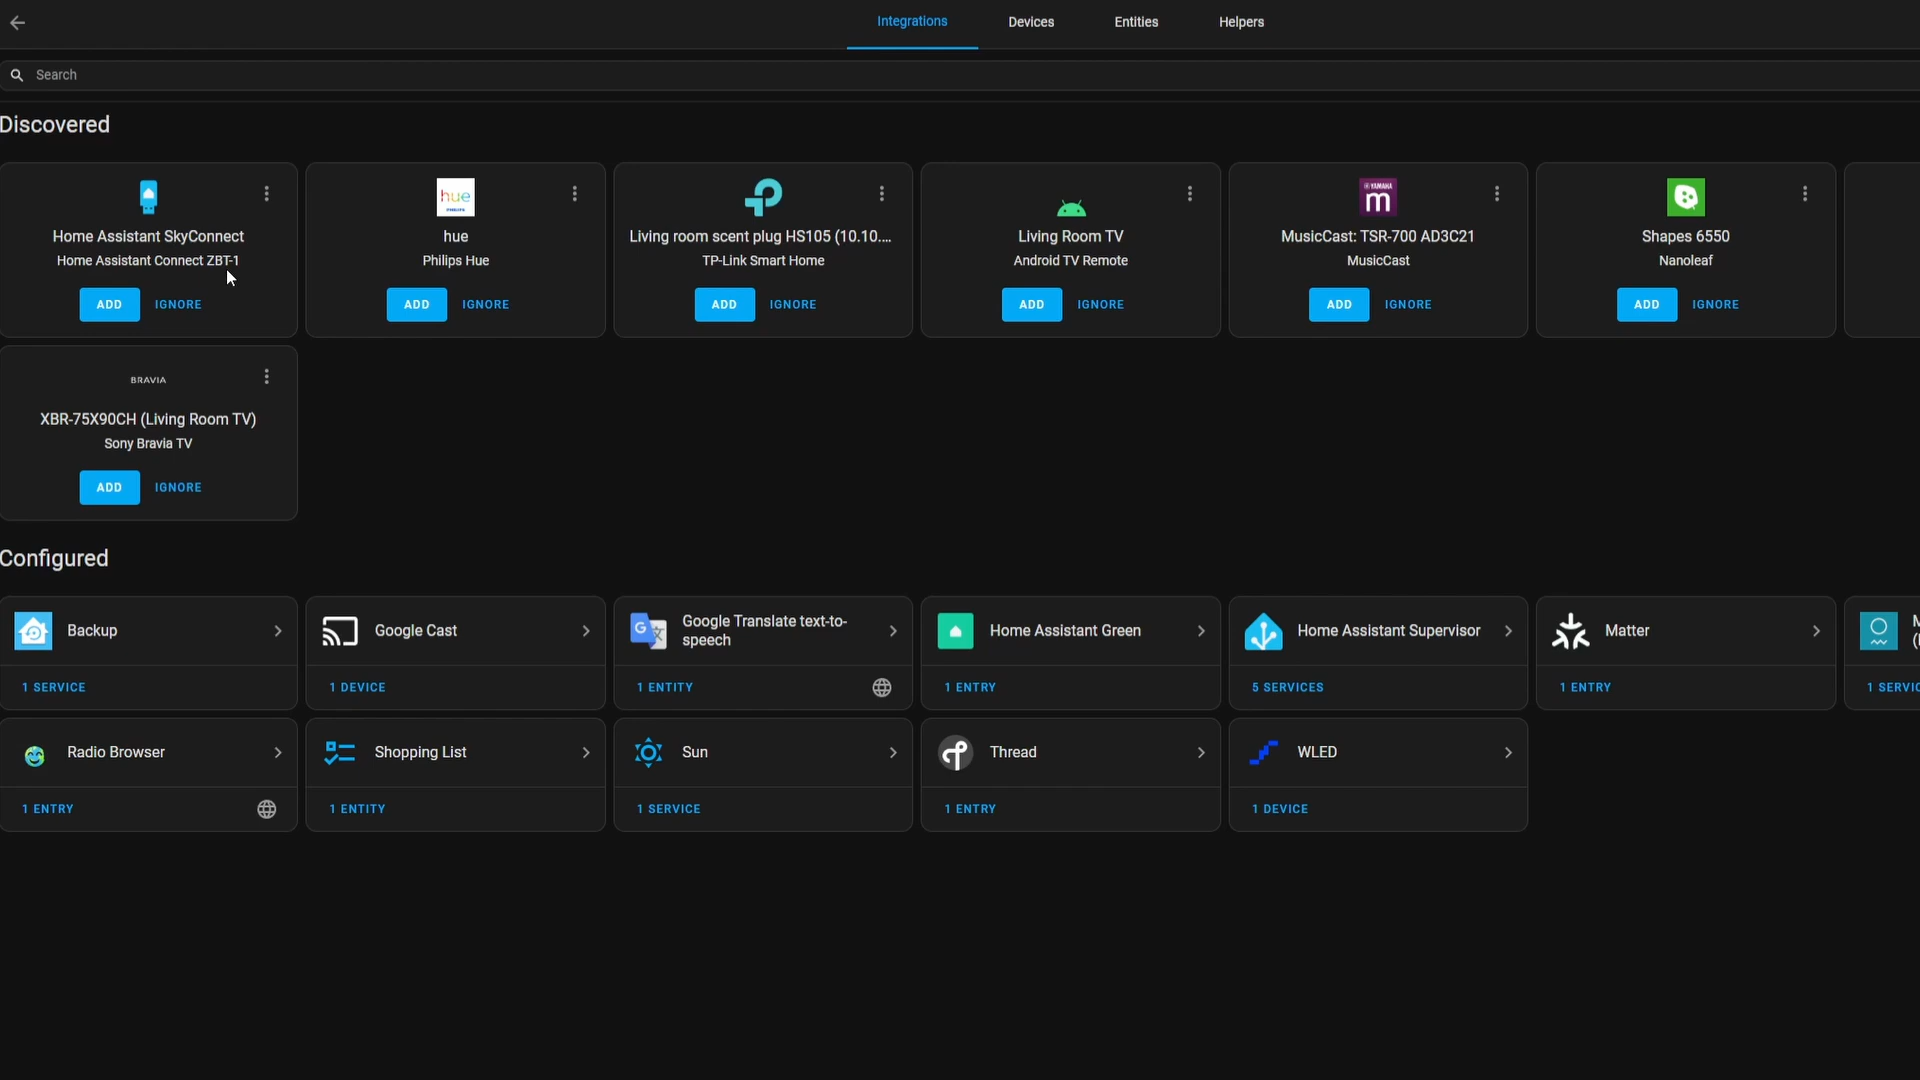 Integrations
Devices
Entities
Helpers
Search
Discovered
Home Assistant SkyConnect
Home Assistant Connect ZBT-1
ADD
IGNORE
hue
PHILIPS
hue
Philips Hue
ADD
IGNORE
Living room scent plug HS105 (10.10....
TP-Link Smart Home
ADD
IGNORE
Living Room TV
Android TV Remote
ADD
IGNORE
YAMAHA
m
MusicCast: TSR-700 AD3C21
MusicCast
ADD
IGNORE
Shapes 6550
Nanoleaf
ADD
IGNORE
BRAVIA
XBR-75X90CH (Living Room TV)
Sony Bravia TV
ADD
IGNORE
Configured
Backup
1 SERVICE
Google Cast
1 DEVICE
G
文
Google Translate text-to-
speech
1 ENTITY
Home Assistant Green
1 ENTRY
Home Assistant Supervisor
5 SERVICES
Matter
1 ENTRY
Radio Browser
1 ENTRY
Shopping List
1 ENTITY
Sun
1 SERVICE
Thread
1 ENTRY
WLED
1 DEVICE